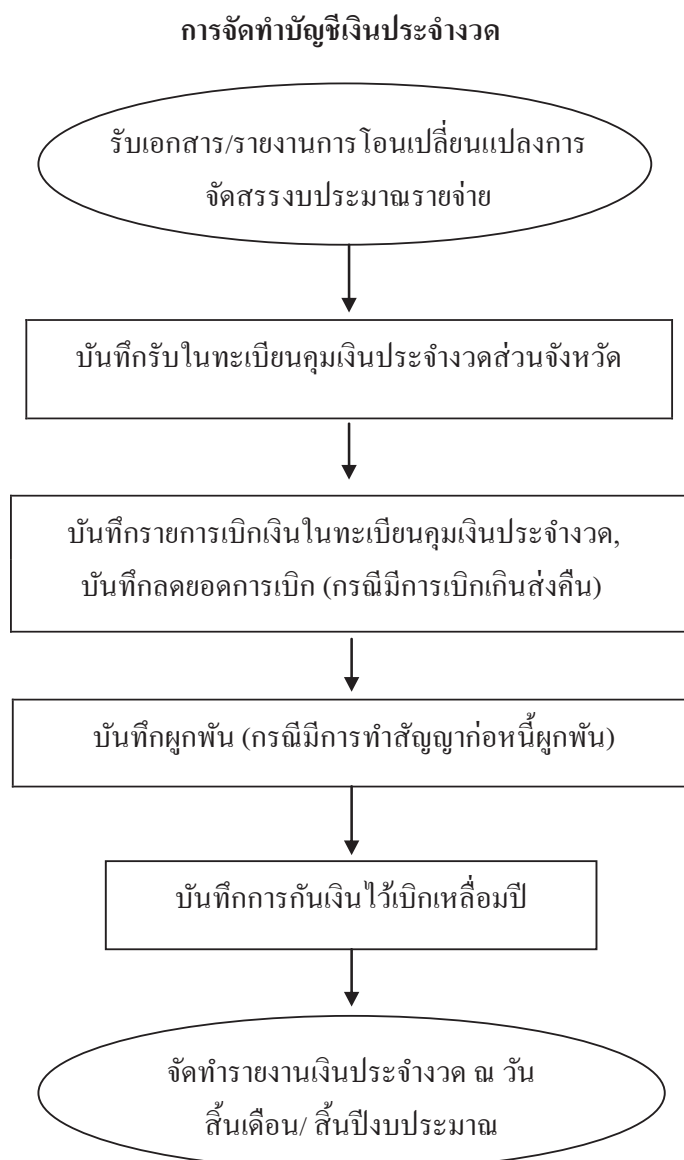 การจัดทำบัญชีเงินประจำงวด
รับเอกสาร/รายงานการโอนเปลี่ยนแปลงการ
จัดสรรงบประมาณรายจ่าย
บันทึกรับในทะเบียนคุมเงินประจำงวดส่วนจังหวัด
บันทึกรายการเบิกเงินในทะเบียนคุมเงินประจำงวด,
บันทึกลดยอดการเบิก (กรณีมีการเบิกเกินส่งคืน)
บันทึกผูกพัน (กรณีมีการทำสัญญาก่อหนี้ผูกพัน)
บันทึกการกันเงินไว้เบิกเหลื่อมปี
จัดทำรายงานเงินประจำงวด ณ วัน
สิ้นเดือน/ สิ้นปีงบประมาณ